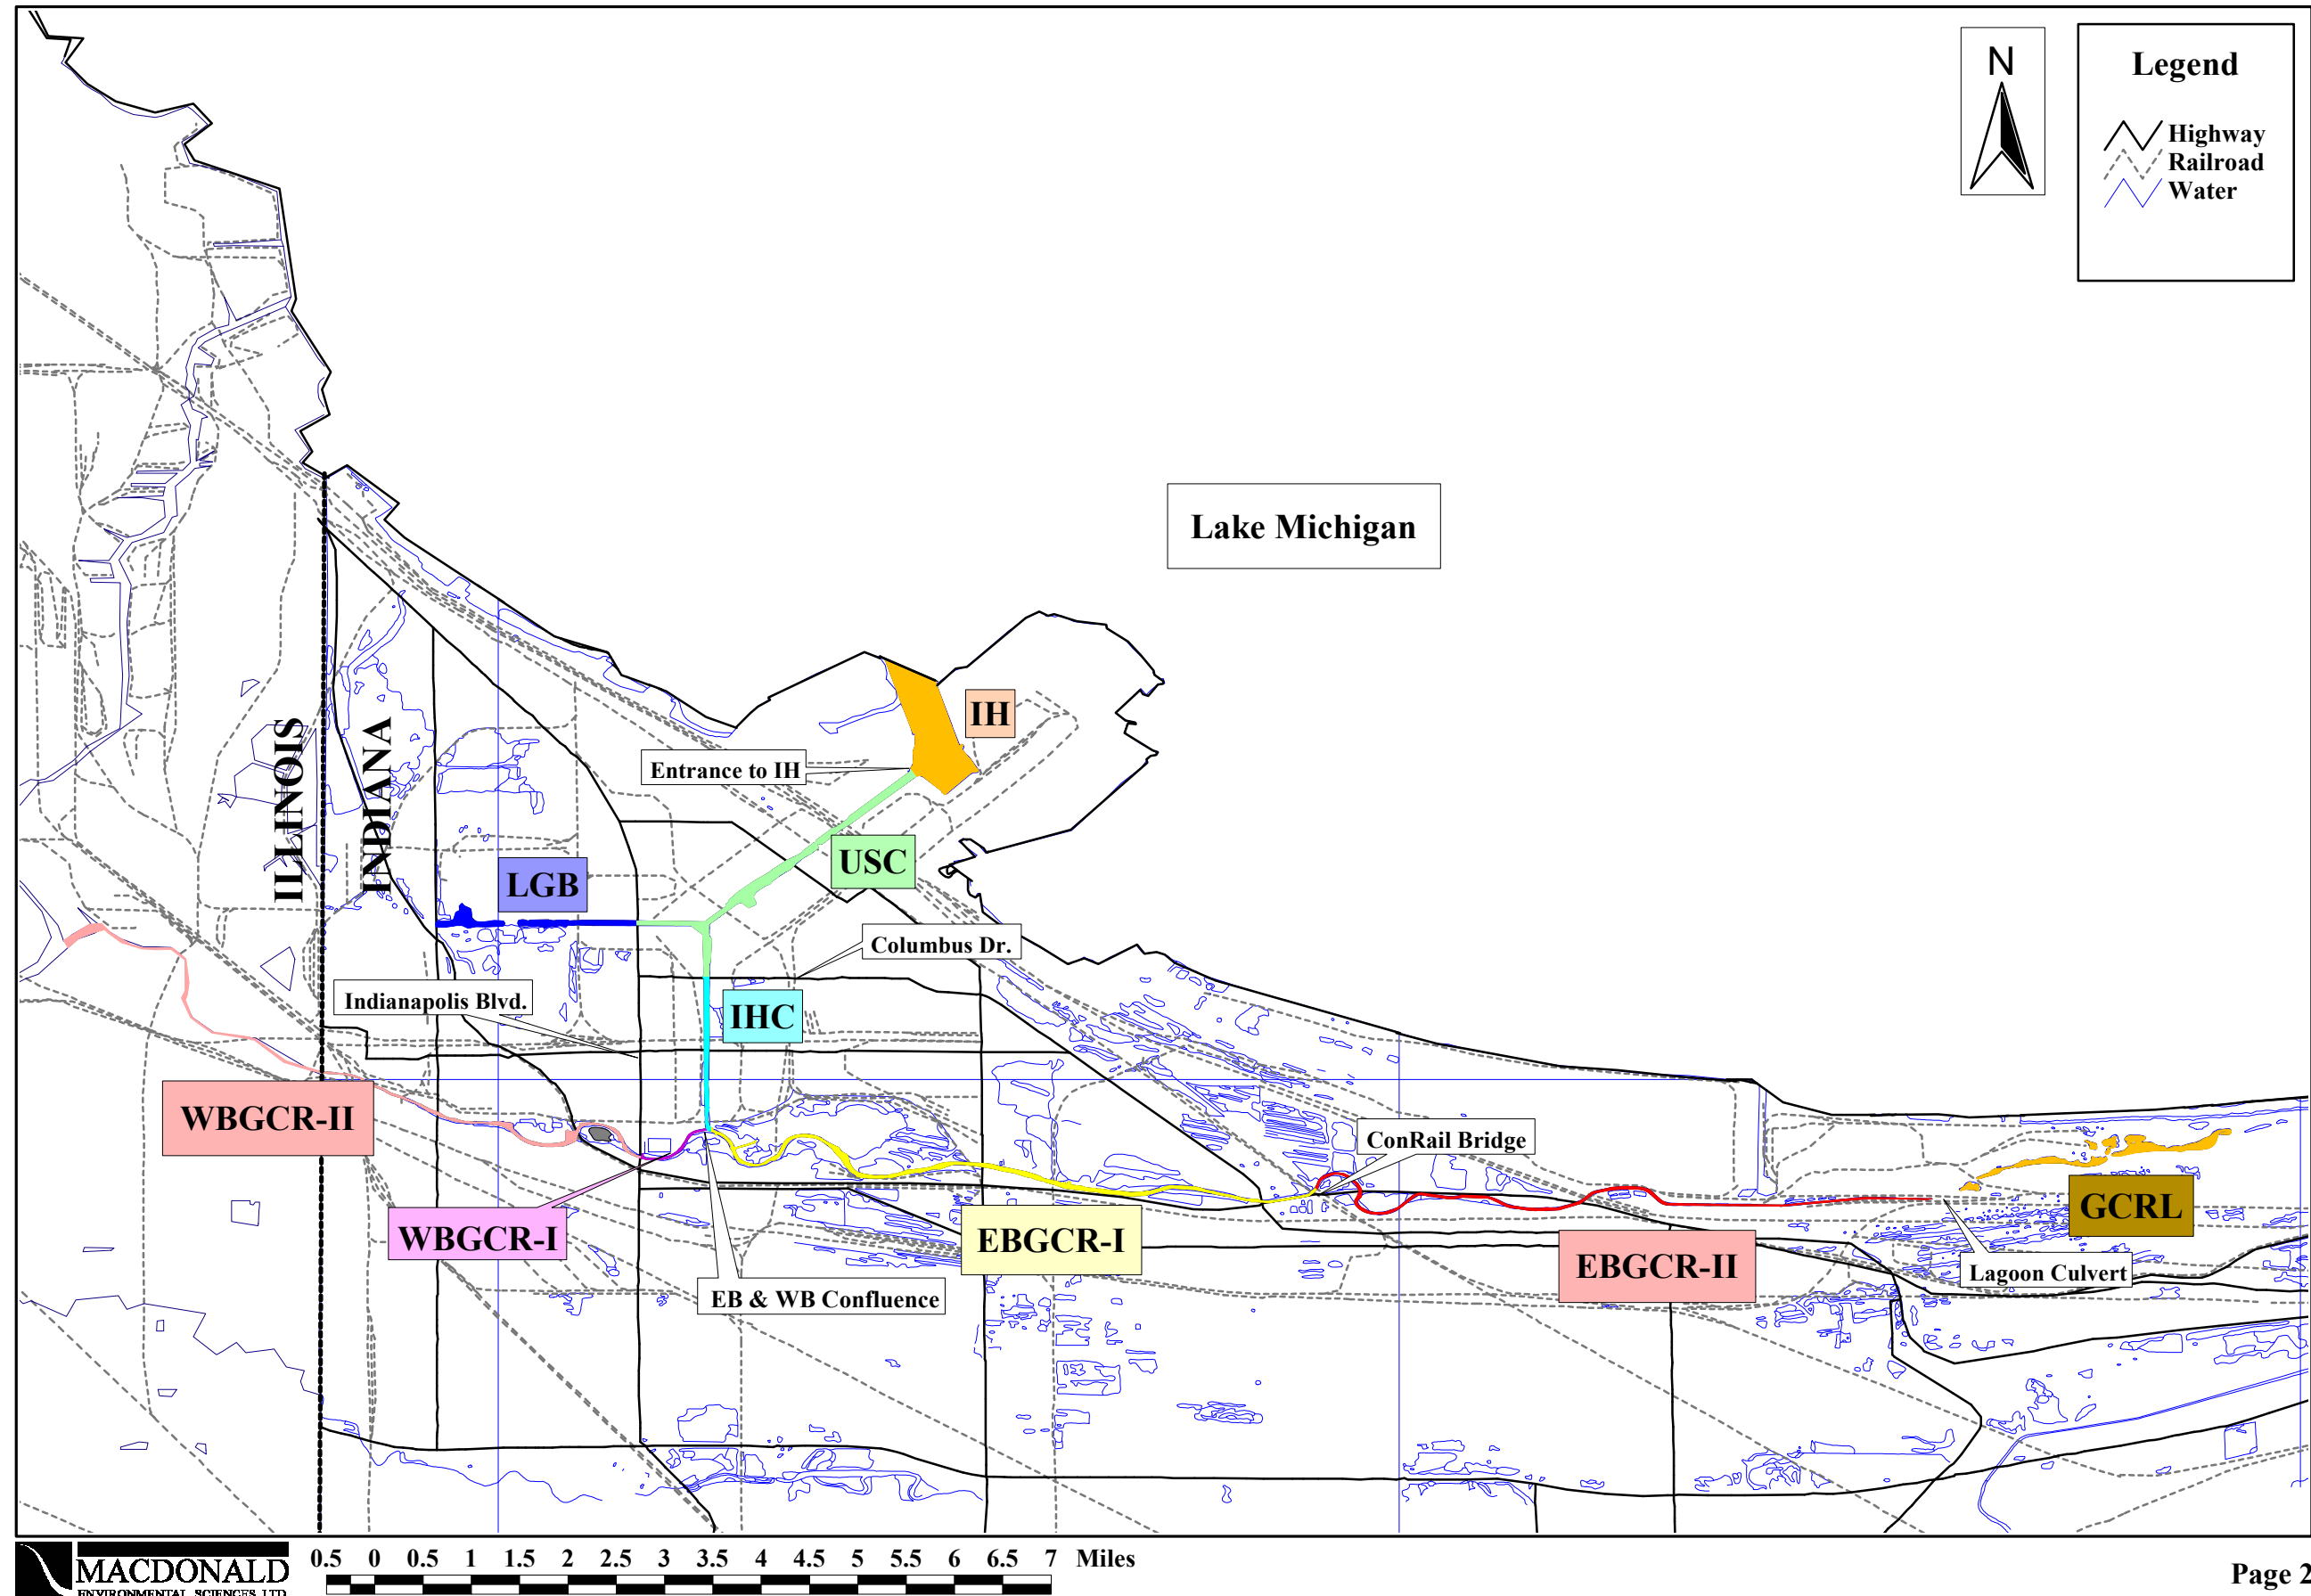 N
Legend
Highway
Railroad
Water
Lake Michigan
ILLINOIS
INDIANA
IH
Entrance to IH
USC
LGB
Columbus Dr.
Indianapolis Blvd.
IHC
WBGCR-II
ConRail Bridge
WBGCR-I
EBGCR-I
EBGCR-II
GCRL
Lagoon Culvert
EB & WB Confluence
MACDONALD
ENVIRONMENTAL SCIENCES LTD.
0.5 0 0.5 1 1.5 2 2.5 3 3.5 4 4.5 5 5.5 6 6.5 7 Miles
Page 2